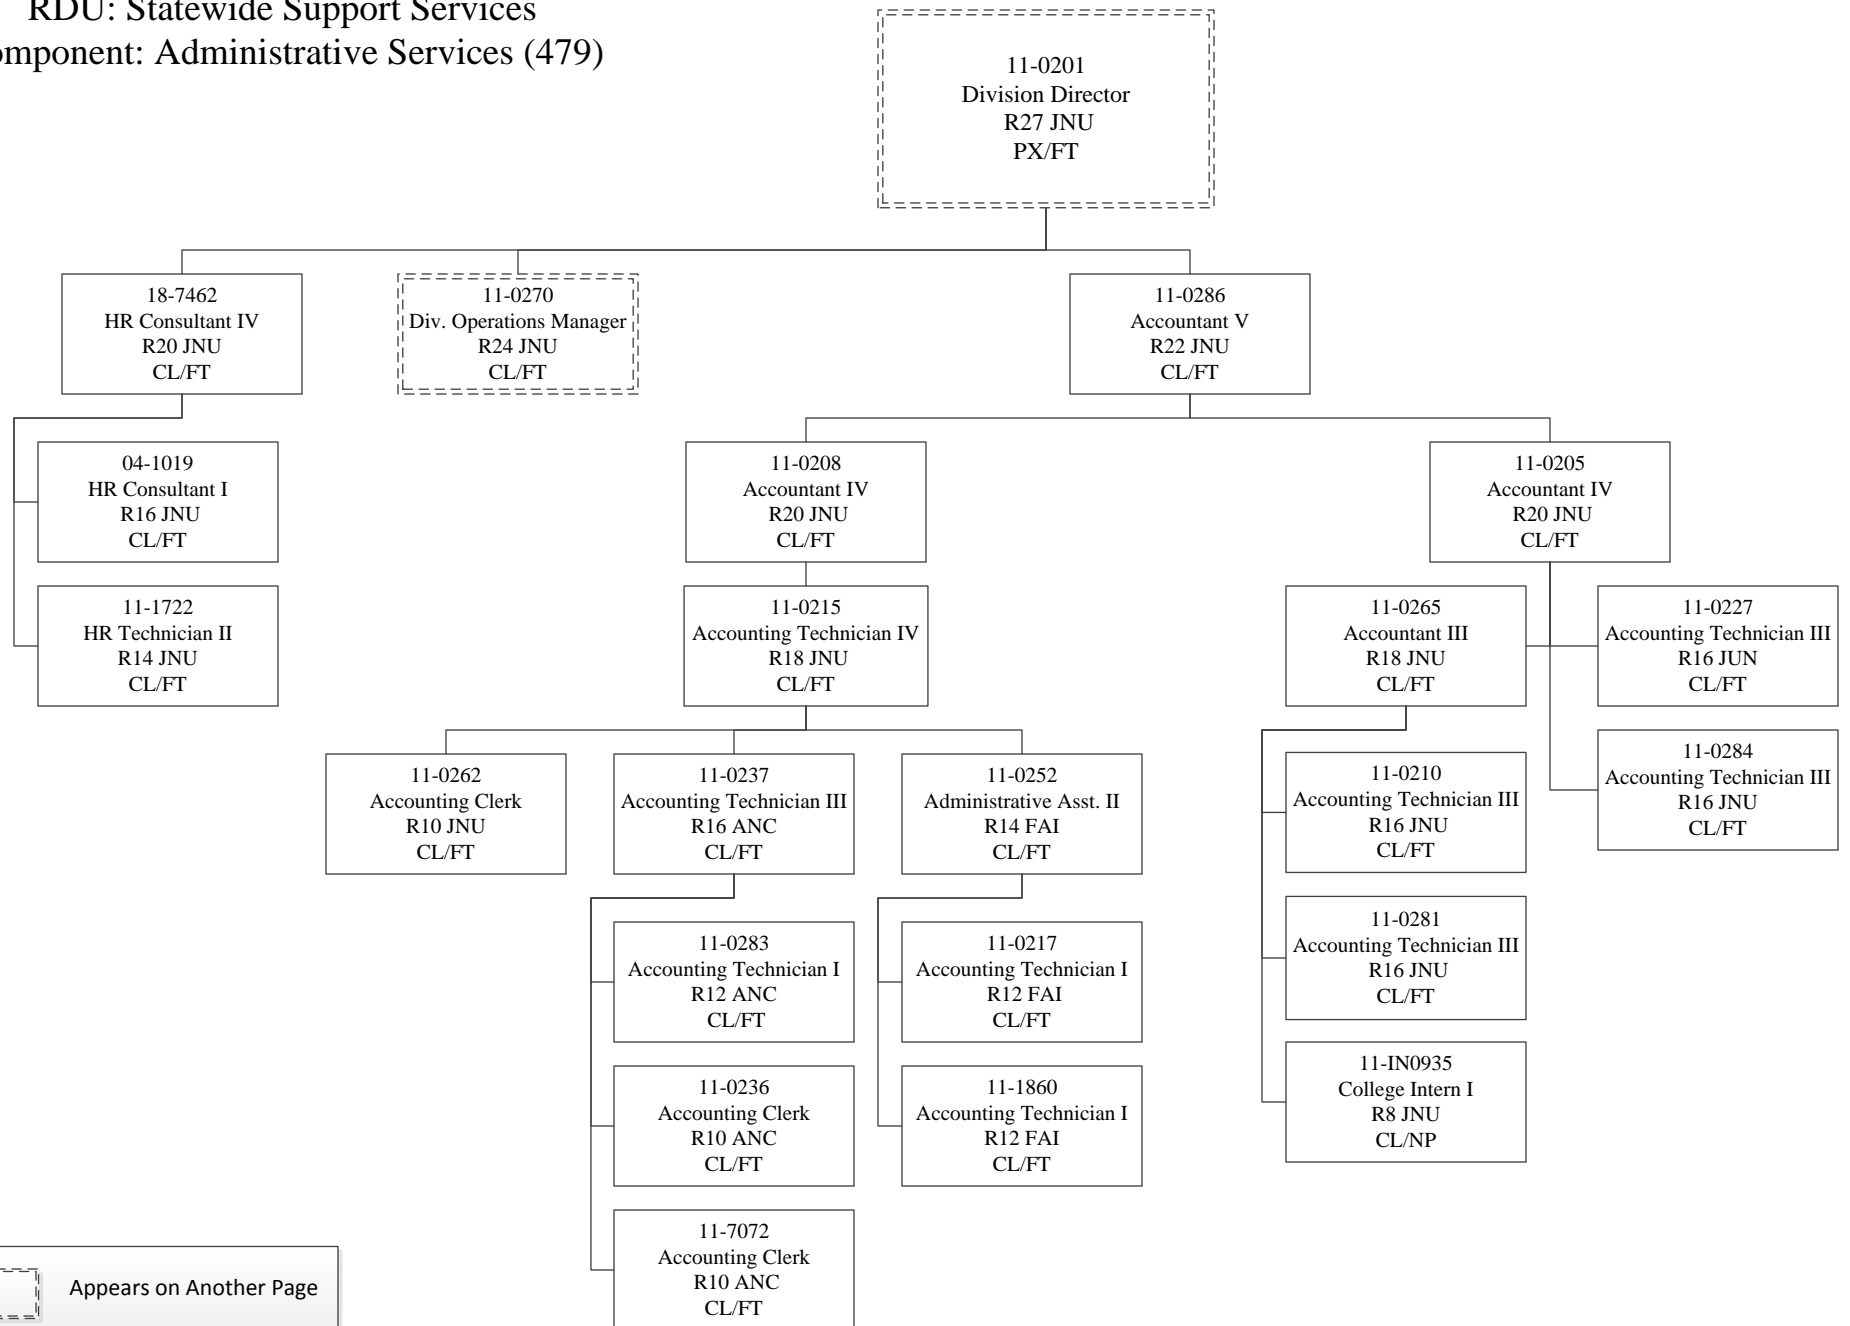 RDU: Statewide Support Services
Component: Administrative Services (479)
11-0201
Division Director
R27 JNU
PX/FT
18-7462
HR Consultant IV
R20 JNU
CL/FT
11-0270
Div. Operations Manager
R24 JNU
CL/FT
11-0286
Accountant V
R22 JNU
CL/FT
04-1019
HR Consultant I
R16 JNU
CL/FT
11-1722
HR Technician II
R14 JNU
CL/FT
11-0208
Accountant IV
R20 JNU
CL/FT
11-0205
Accountant IV
R20 JNU
CL/FT
11-0215
Accounting Technician IV
R18 JNU
CL/FT
11-0265
Accountant III
R18 JNU
CL/FT
11-0227
Accounting Technician III
R16 JUN
CL/FT
11-0284
Accounting Technician III
R16 JNU
CL/FT
11-0262
Accounting Clerk
R10 JNU
CL/FT
11-0237
Accounting Technician III
R16 ANC
CL/FT
11-0252
Administrative Asst. II
R14 FAI
CL/FT
11-0210
Accounting Technician III
R16 JNU
CL/FT
11-0281
Accounting Technician III
R16 JNU
CL/FT
11-IN0935
College Intern I
R8 JNU
CL/NP
11-0283
Accounting Technician I
R12 ANC
CL/FT
11-0217
Accounting Technician I
R12 FAI
CL/FT
11-0236
Accounting Clerk
R10 ANC
CL/FT
11-1860
Accounting Technician I
R12 FAI
CL/FT
11-7072
Accounting Clerk
R10 ANC
CL/FT
Appears on Another Page